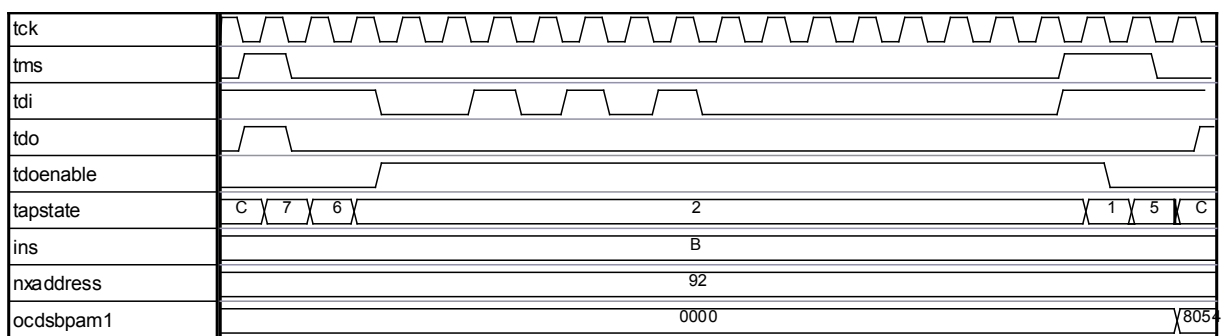 tck
tms
tdi
tdo
tdoenable
tapstate C 7 6 2 1 5 C
ins B
nxaddress 92
ocdsbpam1 0000 8054